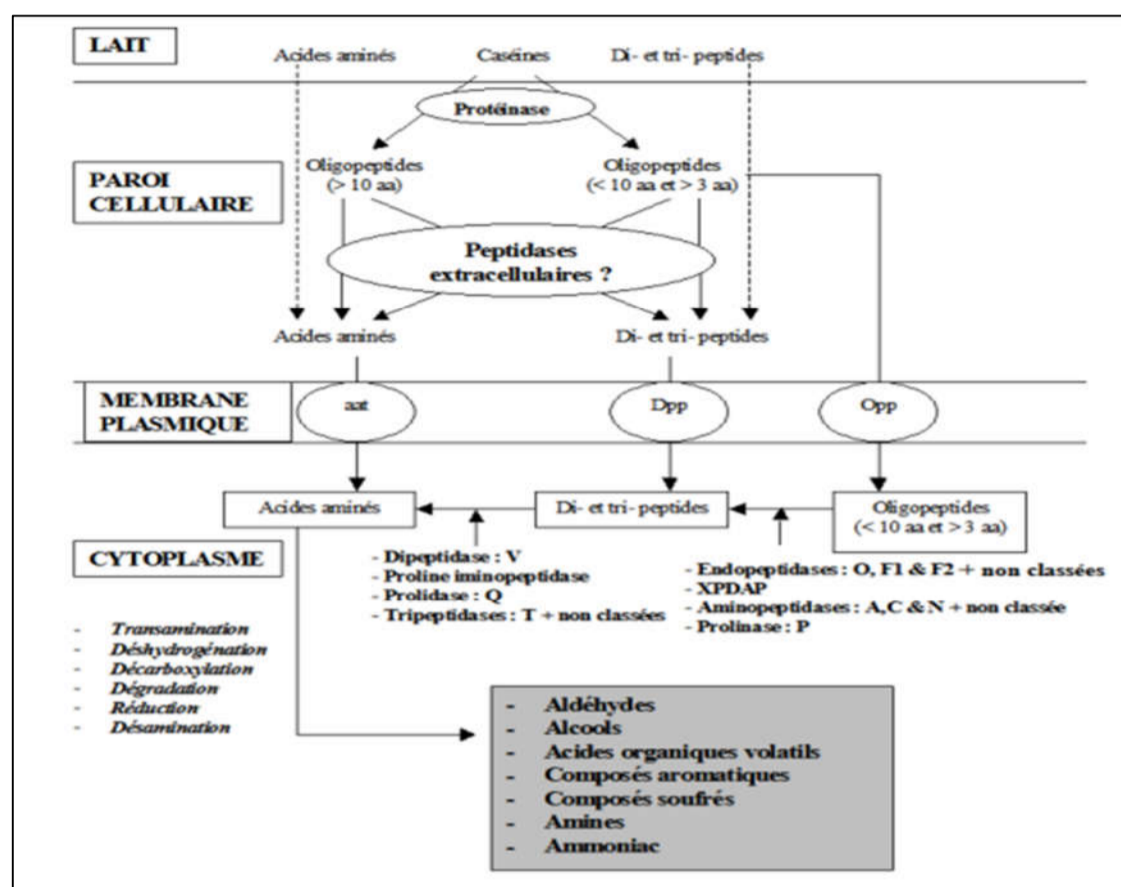 LAIT
Acides aminés
Caséines
Di- et tri- peptides
Protéinase
PAROI
CELLULAIRE
Oligopeptides
(> 10 aa)
Oligopeptides
(< 10 aa et > 3 aa)
Peptidases
extracellulaires ?
Acides aminés
Di- et tri- peptides
MEMBRANE
PLASMIQUE
aat
Dpp
Opp
Acides aminés
Di- et tri- peptides
Oligopeptides
(< 10 aa et > 3 aa)
CYTOPLASME
- Dipeptidase : V
- Proline iminopeptidase
- Prolidase : Q
- Tripeptidases : T + non classées
- Endopeptidases : O, F1 & F2 + non classées
- XPDAP
- Aminopeptidases : A, C & N + non classée
- Prolinase : P
- Transamination
- Déshydrogénation
- Décarboxylation
- Dégradation
- Réduction
- Désamination
- Aldéhydes
- Alcools
- Acides organiques volatils
- Composés aromatiques
- Composés soufrés
- Amines
- Ammoniac